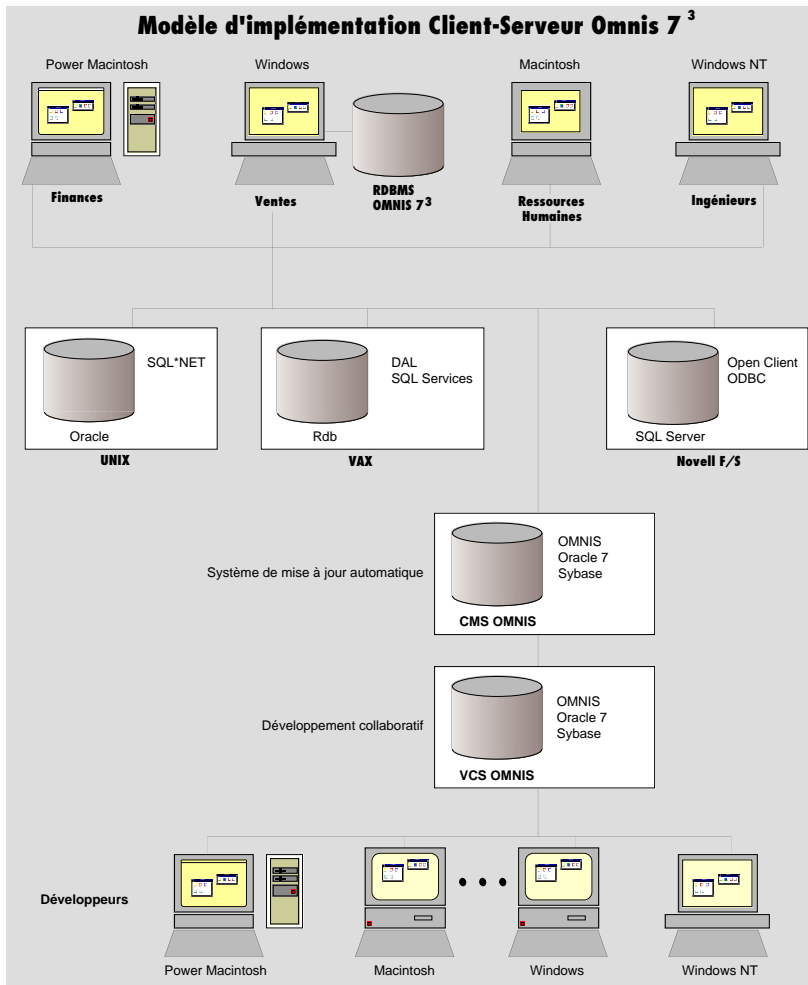 Modèle d'implémentation Client-Serveur Omnis 7 3
Power Macintosh
Windows
Macintosh
Windows NT
Finances
Ventes
RDBMS
OMNIS 7 3
Ressources
Humaines
Ingénieurs
SQL*NET
Oracle
UNIX
DAL
SQL Services
Rdb
VAX
Open Client
ODBC
SQL Server
Novell F/S
Système de mise à jour automatique
OMNIS
Oracle 7
Sybase
CMS OMNIS
Développement collaboratif
OMNIS
Oracle 7
Sybase
VCS OMNIS
Développeurs
Power Macintosh
Macintosh
Windows
Windows NT